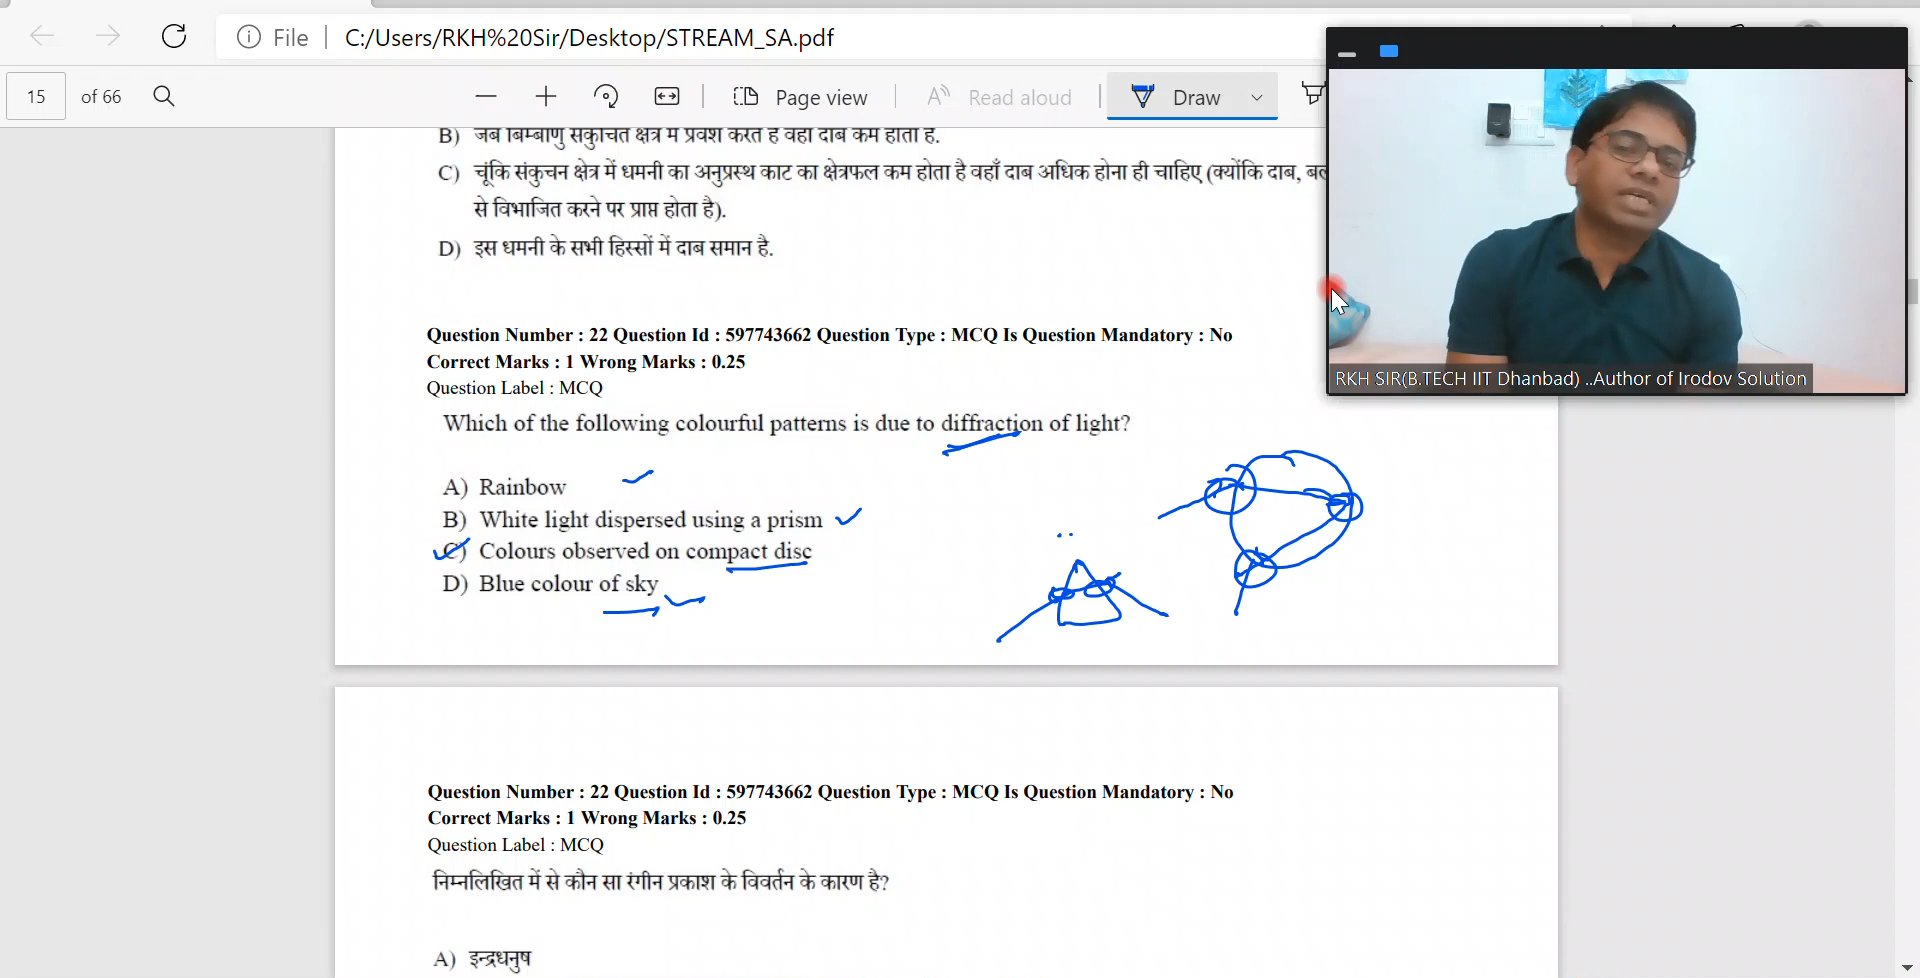 File C:/Users/RKH%20Sir/Desktop/STREAM_SA.pdf
15 of 66 Page view Read aloud Draw
B) जब बिम्बाणु संकुचित क्षेत्र में प्रवेश करते हैं वहाँ दाब कम होता है.
C) चूंकि संकुचन क्षेत्र में धमनी का अनुप्रस्थ काट का क्षेत्रफल कम होता है वहाँ दाब अधिक होना ही चाहिए (क्योंकि दाब,
से विभाजित करने पर प्राप्त होता है).
D) इस धमनी के सभी हिस्सों में दाब समान है.
Question Number : 22 Question Id : 597743662 Question Type : MCQ Is Question Mandatory : No
Correct Marks : 1 Wrong Marks : 0.25
RKH SIR(B.TECH IIT Dhanbad) ..Author of Irodov Solution
Question Label : MCQ
Which of the following colourful patterns is due to diffraction of light?
A) Rainbow
B) White light dispersed using a prism
C) Colours observed on compact disc
D) Blue colour of sky
Question Number : 22 Question Id : 597743662 Question Type : MCQ Is Question Mandatory : No
Correct Marks : 1 Wrong Marks : 0.25
Question Label : MCQ
निम्नलिखित में से कौन सा रंगीन प्रकाश के विवर्तन के कारण है?
A) इन्द्रधनुष